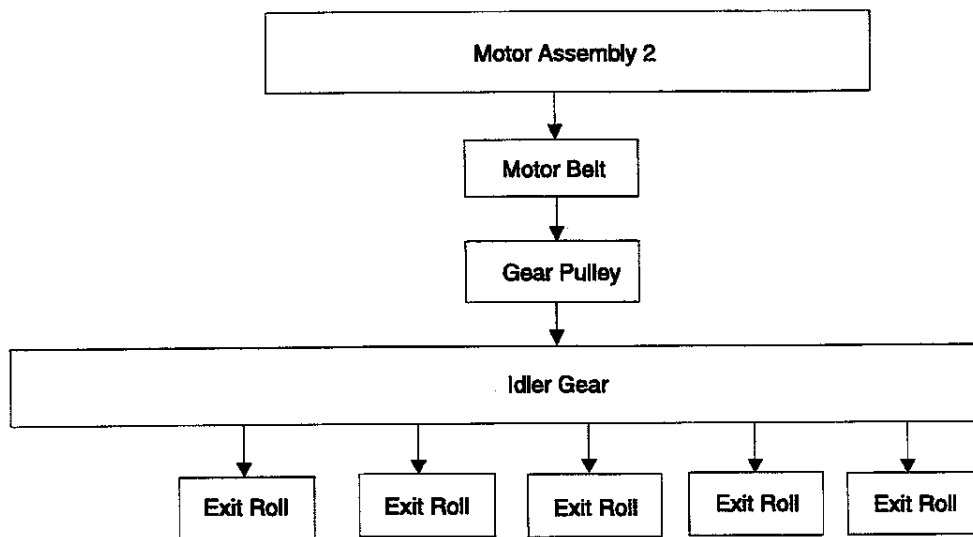 Motor Assembly 2
Motor Belt
Gear Pulley
Idler Gear
Exit Roll
Exit Roll
Exit Roll
Exit Roll
Exit Roll